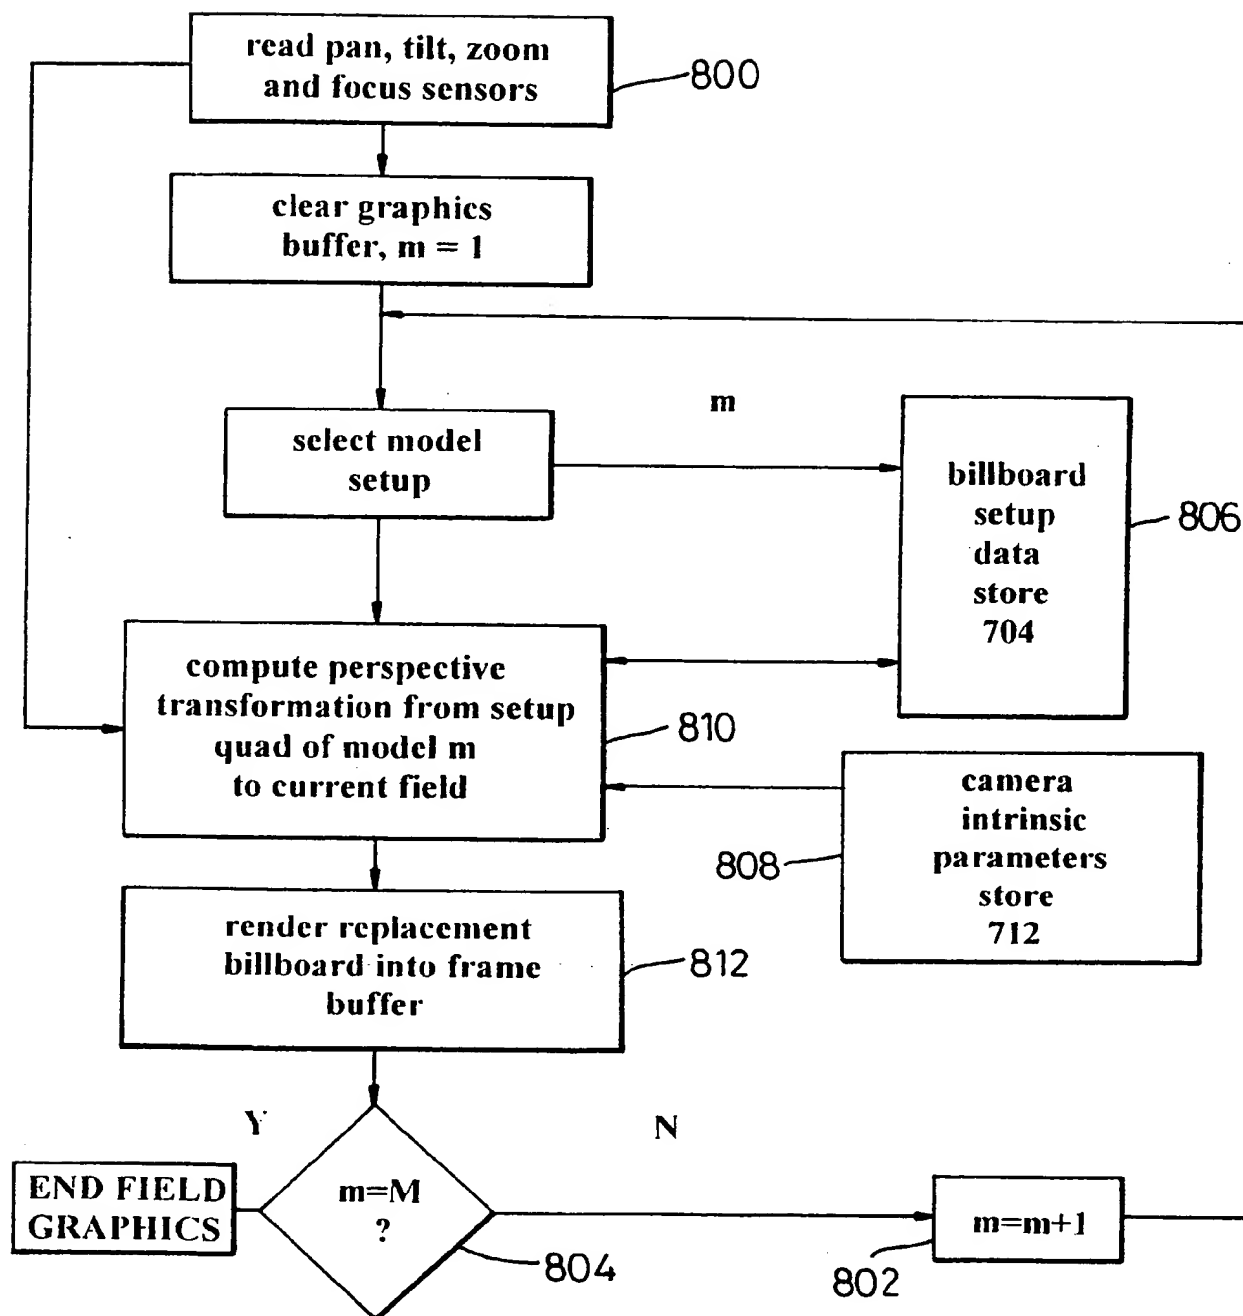 read pan, tilt, zoom
and focus sensors
800
clear graphics
buffer, m = 1
select model
setup
m
billboard
setup
data
store
704
806
compute perspective
transformation from setup
quad of model m
to current field
810
camera
intrinsic
parameters
store
712
808
render replacement
billboard into frame
buffer
812
Y
N
END FIELD
GRAPHICS
m=M
?
804
m=m+1
802